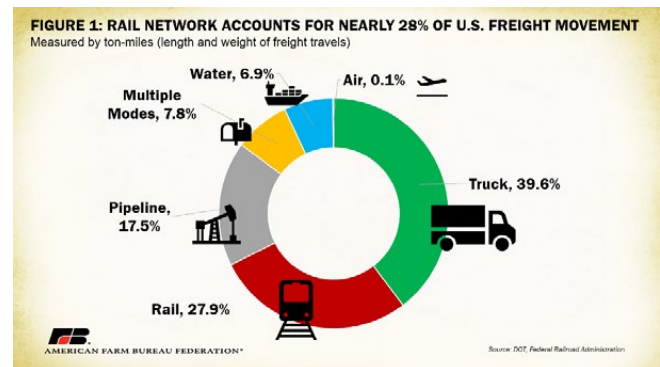 FIGURE 1: RAIL NETWORK ACCOUNTS FOR NEARLY 28% OF U.S. FREIGHT MOVEMENT
Measured by ton-miles (length and weight of freight travels)
Water, 6.9%
Air, 0.1%
Multiple
Modes, 7.8%
Truck, 39.6%
Pipeline,
17.5%
Rail, 27.9%
AMERICAN FARM BUREAU FEDERATION®
Source: DOT, Federal Railroad Administration